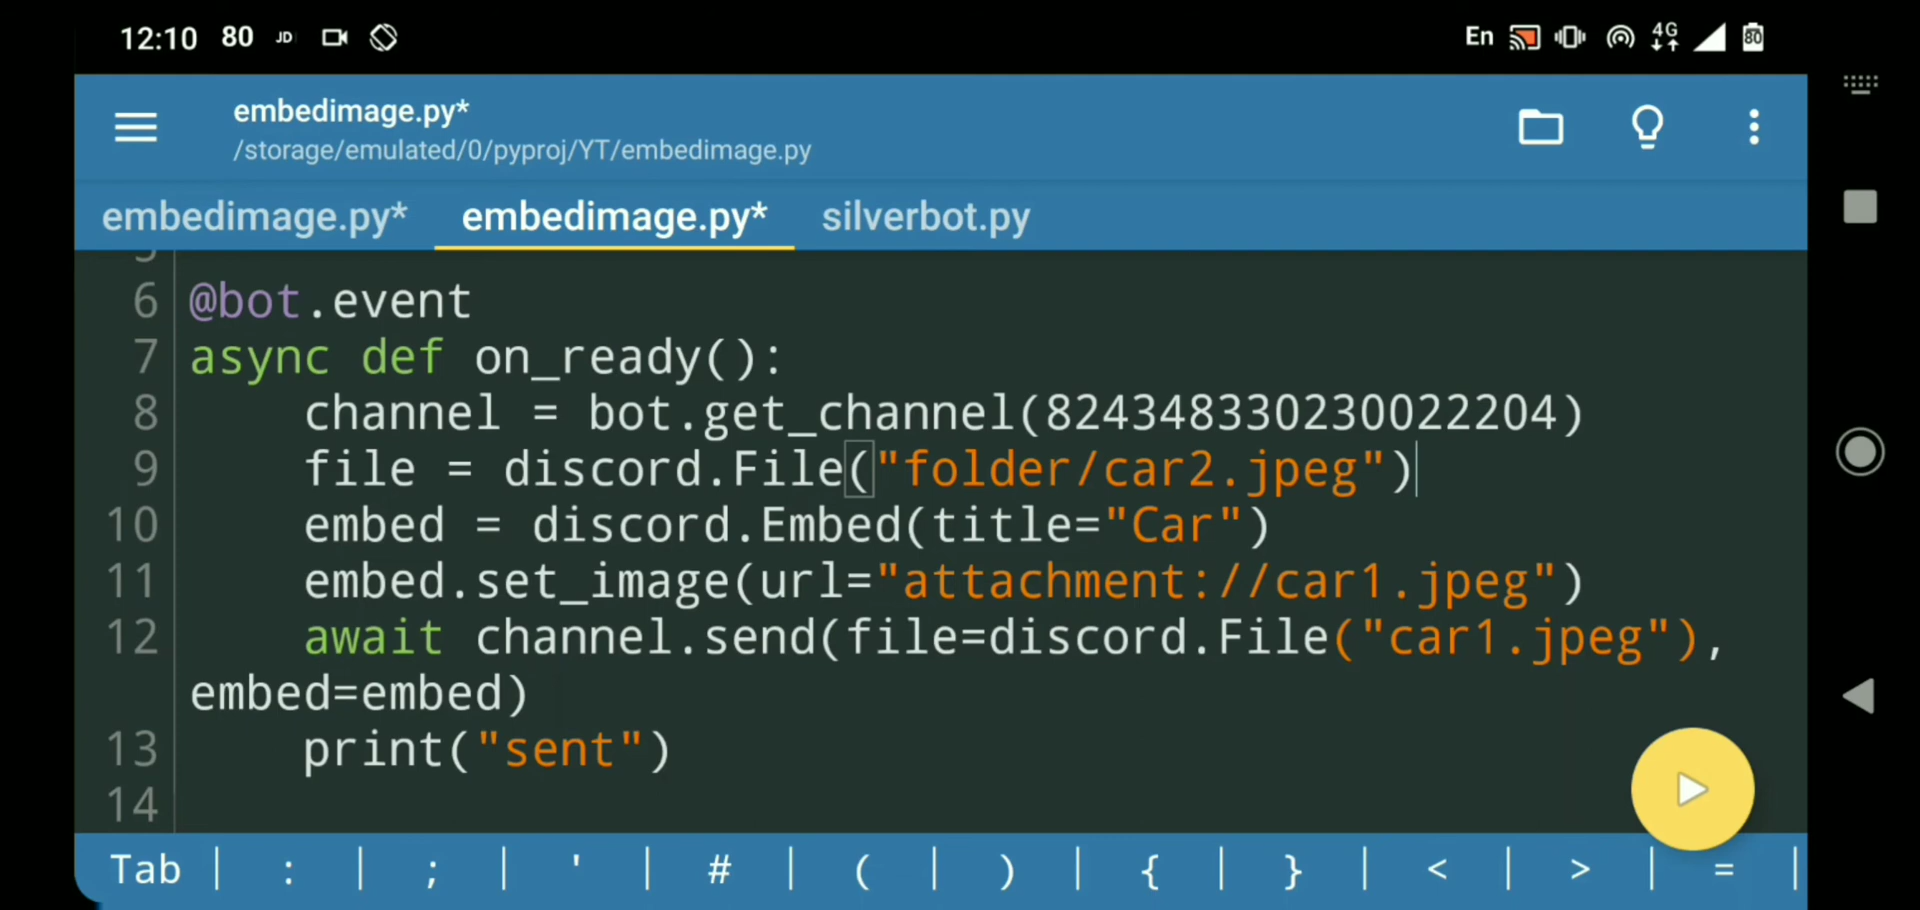 12:10 80 JD En 4G 80
embedimage.py*
/storage/emulated/0/pyproj/YT/embedimage.py
embedimage.py* embedimage.py* silverbot.py
5
6 @bot.event
7 async def on_ready():
8 channel = bot.get_channel(824348330230022204)
9 file = discord.File("folder/car2.jpeg")
10 embed = discord.Embed(title="Car")
11 embed.set_image(url="attachment://car1.jpeg")
12 await channel.send(file=discord.File("car1.jpeg"),
embed=embed)
13 print("sent")
14
Tab | : | ; | ' | # | ( | ) | { | } | < | > | = |